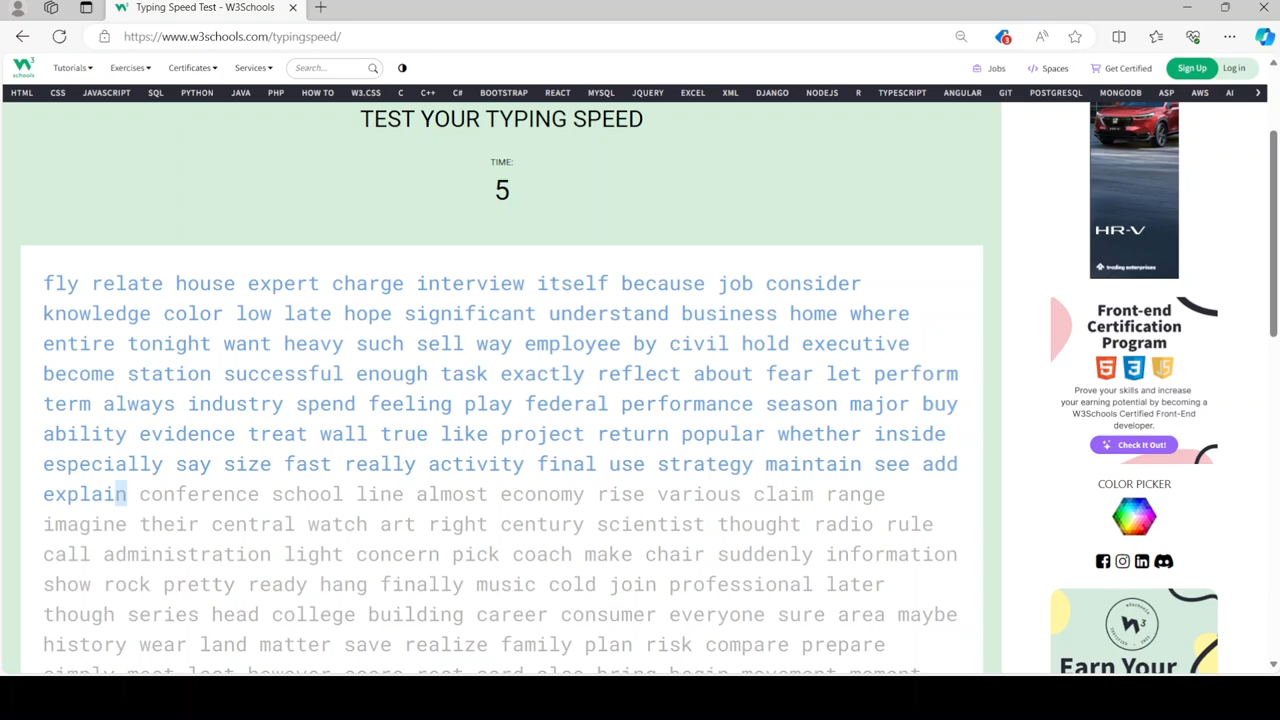 Typing Speed Test - W3Schools
https://www.w3schools.com/typingspeed/
3
W3 schools
Tutorials Exercises Certificates Services Search... Jobs Spaces Get Certified Sign Up Log in
HTML CSS JAVASCRIPT SQL PYTHON JAVA PHP HOW TO W3.CSS C C++ C# BOOTSTRAP REACT MYSQL JQUERY EXCEL XML DJANGO NODEJS R TYPESCRIPT ANGULAR GIT POSTGRESQL MONGODB ASP AWS AI
TEST YOUR TYPING SPEED
TIME:
5
fly relate house expert charge interview itself because job consider
knowledge color low late hope significant understand business home where
entire tonight want heavy such sell way employee by civil hold executive
become station successful enough task exactly reflect about fear let perform
term always industry spend feeling play federal performance season major buy
ability evidence treat wall true like project return popular whether inside
especially say size fast really activity final use strategy maintain see add
explain conference school line almost economy rise various claim range
imagine their central watch art right century scientist thought radio rule
call administration light concern pick coach make chair suddenly information
show rock pretty ready hang finally music cold join professional later
though series head college building career consumer everyone sure area maybe
history wear land matter save realize family plan risk compare prepare
HR-V
trading enterprises
Front-end
Certification
Program
5 3 JS
Prove your skills and increase
your earning potential by becoming a
W3Schools Certified Front-End
developer.
Check It Out!
COLOR PICKER
W3
Earn Your